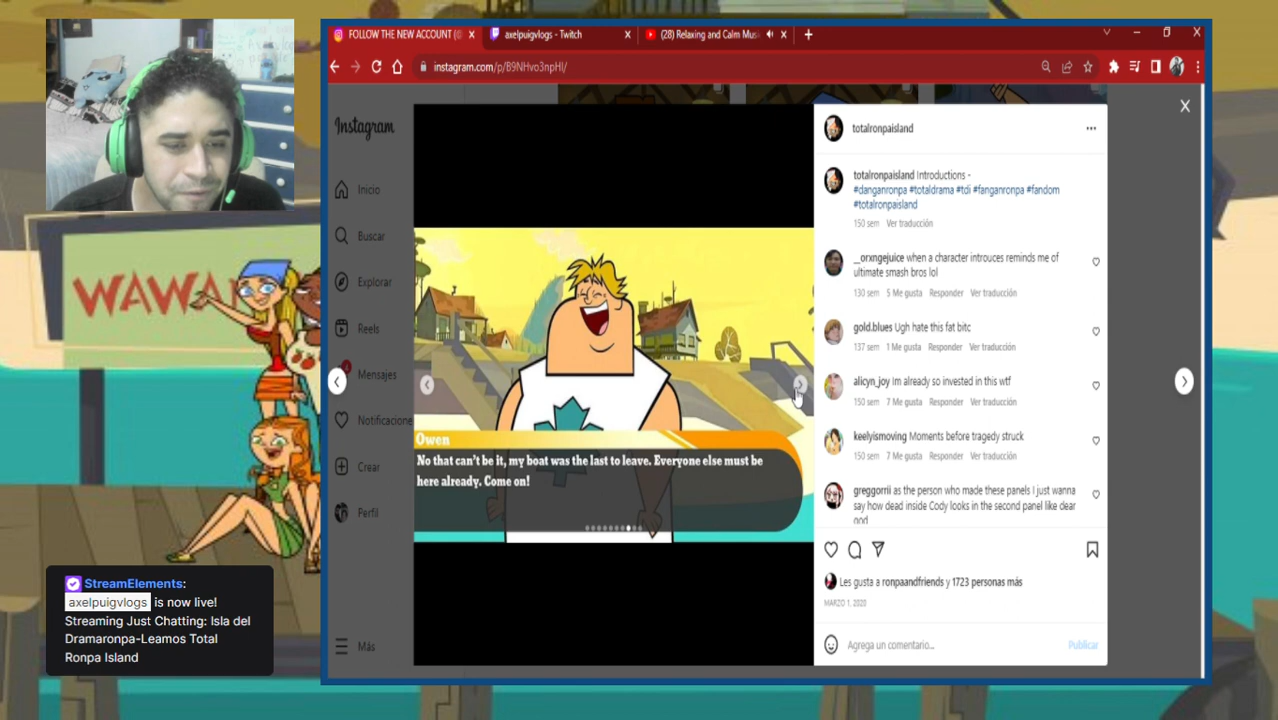 FOLLOW THE NEW ACCOUNT (@
axelpuigvlogs - Twitch
(28) Relaxing and Calm Mus
instagram.com/p/B9NHvo3npHl/
Instagram
Inicio
Buscar
Explorar
Reels
Mensajes
Notificacione
Crear
Perfil
Más
WAWA
Owen
No that can't be it, my boat was the last to leave. Everyone else must be
here already. Come on!
totalronpaisland
totalronpaisland Introductions -
#danganronpa #totaldrama #tdi #fanganronpa #fandom
#totalronpaisland
150 sem Ver traducción
__orxngejuice when a character introuces reminds me of
ultimate smash bros lol
130 sem 5 Me gusta Responder Ver traducción
gold.blues Ugh hate this fat bitc
137 sem 1 Me gusta Responder Ver traducción
alicyn_joy Im already so invested in this wtf
150 sem 7 Me gusta Responder Ver traducción
keelyismoving Moments before tragedy struck
150 sem 7 Me gusta Responder Ver traducción
greggorrii as the person who made these panels I just wanna
say how dead inside Cody looks in the second panel like dear
god
Les gusta a ronpaandfriends y 1723 personas más
MARZO 1, 2020
Agrega un comentario...
Publicar
StreamElements:
axelpuigvlogs is now live!
Streaming Just Chatting: Isla del
Dramaronpa-Leamos Total
Ronpa Island